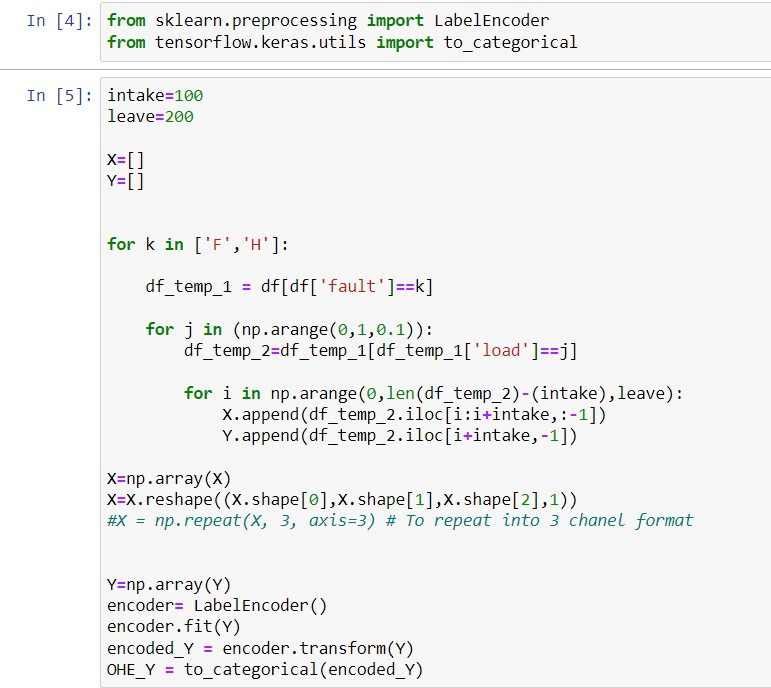 In [4]: from sklearn.preprocessing import LabelEncoder
from tensorflow.keras.utils import to_categorical
In [5]: intake=100
leave=200
X=[]
Y=[]
for k in ['F','H']:
    df_temp_1 = df[df['fault']==k]
    for j in (np.arange(0,1,0.1)):
        df_temp_2=df_temp_1[df_temp_1['load']==j]
        for i in np.arange(0,len(df_temp_2)-(intake),leave):
            X.append(df_temp_2.iloc[i:i+intake,:-1])
            Y.append(df_temp_2.iloc[i+intake,-1])
X=np.array(X)
X=X.reshape((X.shape[0],X.shape[1],X.shape[2],1))
#X = np.repeat(X, 3, axis=3) # To repeat into 3 chanel format
Y=np.array(Y)
encoder= LabelEncoder()
encoder.fit(Y)
encoded_Y = encoder.transform(Y)
OHE_Y = to_categorical(encoded_Y)